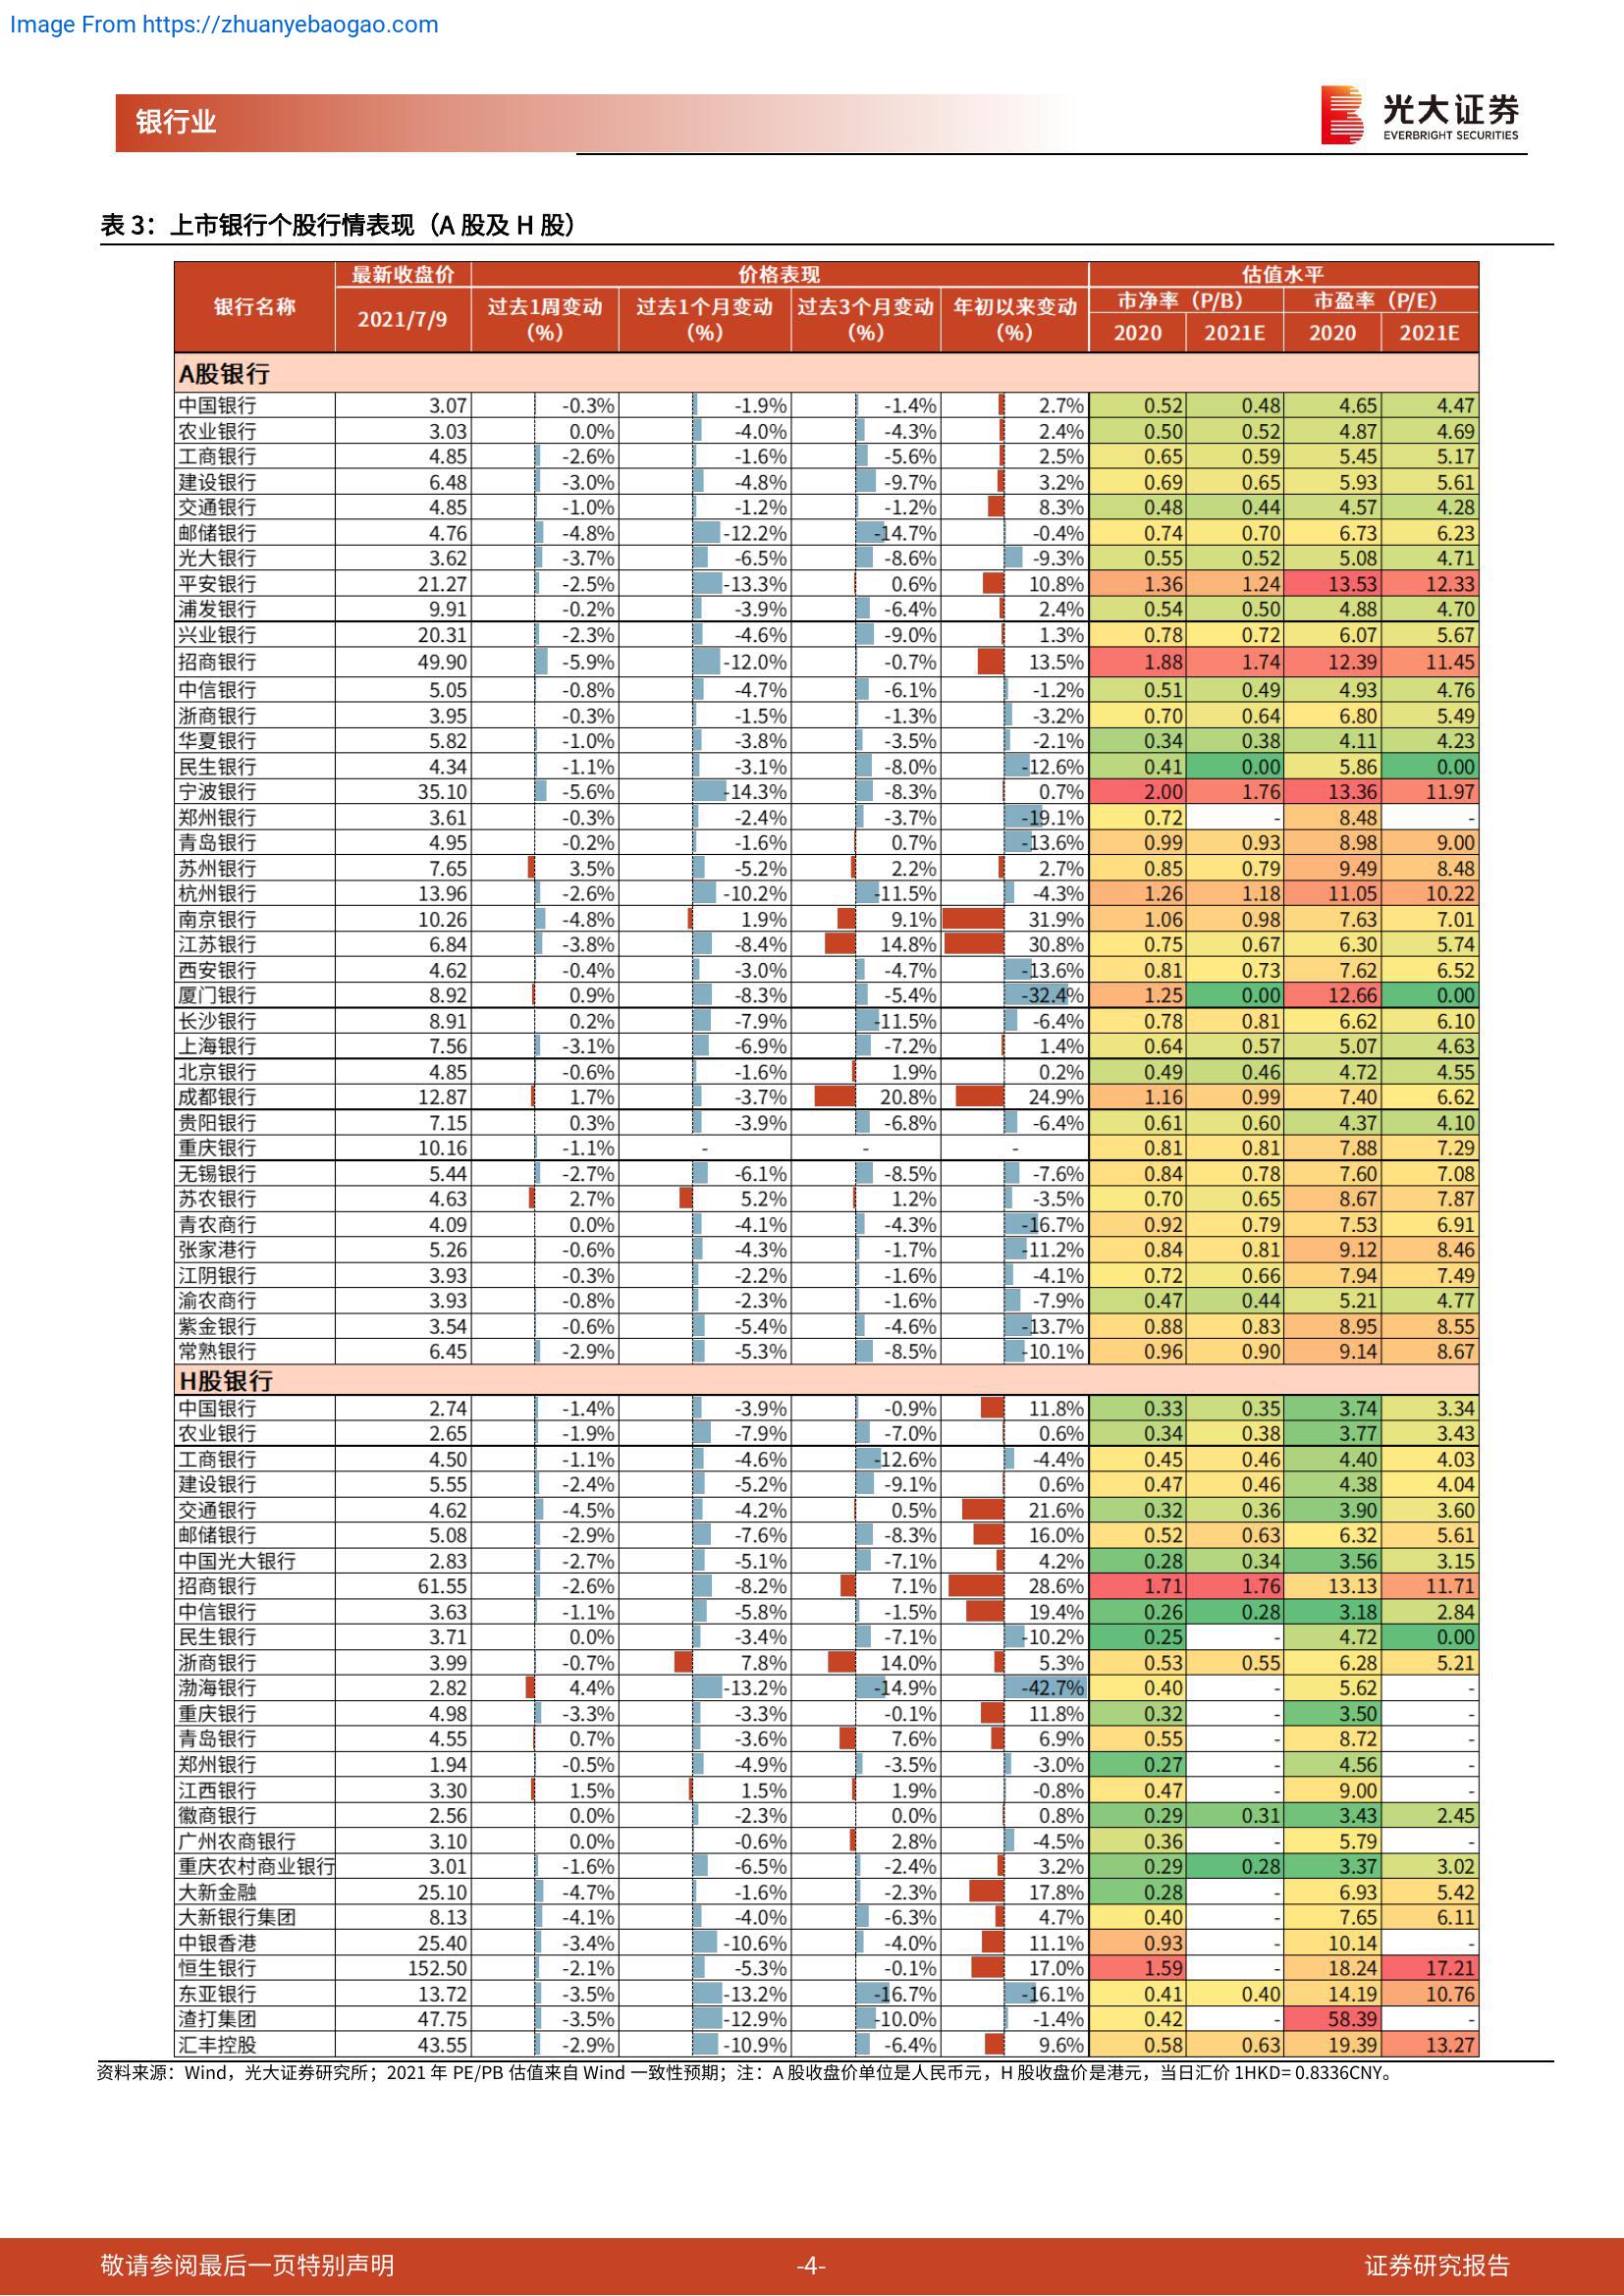 Image From https://zhuanyebaogao.com
银行业
光大证券
EVERBRIGHT SECURITIES
表 3：上市银行个股行情表现（A 股及 H 股）
银行名称 最新收盘价 价格表现 估值水平
2021/7/9 过去1周变动（%） 过去1个月变动（%） 过去3个月变动（%） 年初以来变动（%） 市净率（P/B） 市盈率（P/E）
2020 2021E 2020 2021E
A股银行
中国银行 3.07 -0.3% -1.9% -1.4% 2.7% 0.52 0.48 4.65 4.47
农业银行 3.03 0.0% -4.0% -4.3% 2.4% 0.50 0.52 4.87 4.69
工商银行 4.85 -2.6% -1.6% -5.6% 2.5% 0.65 0.59 5.45 5.17
建设银行 6.48 -3.0% -4.8% -9.7% 3.2% 0.69 0.65 5.93 5.61
交通银行 4.85 -1.0% -1.2% -1.2% 8.3% 0.48 0.44 4.57 4.28
邮储银行 4.76 -4.8% -12.2% -14.7% -0.4% 0.74 0.70 6.73 6.23
光大银行 3.62 -3.7% -6.5% -8.6% -9.3% 0.55 0.52 5.08 4.71
平安银行 21.27 -2.5% -13.3% 0.6% 10.8% 1.36 1.24 13.53 12.33
浦发银行 9.91 -0.2% -3.9% -6.4% 2.4% 0.54 0.50 4.88 4.70
兴业银行 20.31 -2.3% -4.6% -9.0% 1.3% 0.78 0.72 6.07 5.67
招商银行 49.90 -5.9% -12.0% -0.7% 13.5% 1.88 1.74 12.39 11.45
中信银行 5.05 -0.8% -4.7% -6.1% -1.2% 0.51 0.49 4.93 4.76
浙商银行 3.95 -0.3% -1.5% -1.3% -3.2% 0.70 0.64 6.80 5.49
华夏银行 5.82 -1.0% -3.8% -3.5% -2.1% 0.34 0.38 4.11 4.23
民生银行 4.34 -1.1% -3.1% -8.0% -12.6% 0.41 0.00 5.86 0.00
宁波银行 35.10 -5.6% -14.3% -8.3% 0.7% 2.00 1.76 13.36 11.97
郑州银行 3.61 -0.3% -2.4% -3.7% -19.1% 0.72 - 8.48 -
青岛银行 4.95 -0.2% -1.6% 0.7% -13.6% 0.99 0.93 8.98 9.00
苏州银行 7.65 3.5% -5.2% 2.2% 2.7% 0.85 0.79 9.49 8.48
杭州银行 13.96 -2.6% -10.2% -11.5% -4.3% 1.26 1.18 11.05 10.22
南京银行 10.26 -4.8% 1.9% 9.1% 31.9% 1.06 0.98 7.63 7.01
江苏银行 6.84 -3.8% -8.4% 14.8% 30.8% 0.75 0.67 6.30 5.74
西安银行 4.62 -0.4% -3.0% -4.7% -13.6% 0.81 0.73 7.62 6.52
厦门银行 8.92 0.9% -8.3% -5.4% -32.4% 1.25 0.00 12.66 0.00
长沙银行 8.91 0.2% -7.9% -11.5% -6.4% 0.78 0.81 6.62 6.10
上海银行 7.56 -3.1% -6.9% -7.2% 1.4% 0.64 0.57 5.07 4.63
北京银行 4.85 -0.6% -1.6% 1.9% 0.2% 0.49 0.46 4.72 4.55
成都银行 12.87 1.7% -3.7% 20.8% 24.9% 1.16 0.99 7.40 6.62
贵阳银行 7.15 0.3% -3.9% -6.8% -6.4% 0.61 0.60 4.37 4.10
重庆银行 10.16 -1.1% - - - 0.81 0.81 7.88 7.29
无锡银行 5.44 -2.7% -6.1% -8.5% -7.6% 0.84 0.78 7.60 7.08
苏农银行 4.63 2.7% 5.2% 1.2% -3.5% 0.70 0.65 8.67 7.87
青农商行 4.09 0.0% -4.1% -4.3% -16.7% 0.92 0.79 7.53 6.91
张家港行 5.26 -0.6% -4.3% -1.7% -11.2% 0.84 0.81 9.12 8.46
江阴银行 3.93 -0.3% -2.2% -1.6% -4.1% 0.72 0.66 7.94 7.49
渝农商行 3.93 -0.8% -2.3% -1.6% -7.9% 0.47 0.44 5.21 4.77
紫金银行 3.54 -0.6% -5.4% -4.6% -13.7% 0.88 0.83 8.95 8.55
常熟银行 6.45 -2.9% -5.3% -8.5% -10.1% 0.96 0.90 9.14 8.67
H股银行
中国银行 2.74 -1.4% -3.9% -0.9% 11.8% 0.33 0.35 3.74 3.34
农业银行 2.65 -1.9% -7.9% -7.0% 0.6% 0.34 0.38 3.77 3.43
工商银行 4.50 -1.1% -4.6% -12.6% -4.4% 0.45 0.46 4.40 4.03
建设银行 5.55 -2.4% -5.2% -9.1% 0.6% 0.47 0.46 4.38 4.04
交通银行 4.62 -4.5% -4.2% 0.5% 21.6% 0.32 0.36 3.90 3.60
邮储银行 5.08 -2.9% -7.6% -8.3% 16.0% 0.52 0.63 6.32 5.61
中国光大银行 2.83 -2.7% -5.1% -7.1% 4.2% 0.28 0.34 3.56 3.15
招商银行 61.55 -2.6% -8.2% 7.1% 28.6% 1.71 1.76 13.13 11.71
中信银行 3.63 -1.1% -5.8% -1.5% 19.4% 0.26 0.28 3.18 2.84
民生银行 3.71 0.0% -3.4% -7.1% -10.2% 0.25 - 4.72 0.00
浙商银行 3.99 -0.7% 7.8% 14.0% 5.3% 0.53 0.55 6.28 5.21
渤海银行 2.82 4.4% -13.2% -14.9% -42.7% 0.40 - 5.62 -
重庆银行 4.98 -3.3% -3.3% -0.1% 11.8% 0.32 - 3.50 -
青岛银行 4.55 0.7% -3.6% 7.6% 6.9% 0.55 - 8.72 -
郑州银行 1.94 -0.5% -4.9% -3.5% -3.0% 0.27 - 4.56 -
江西银行 3.30 1.5% 1.5% 1.9% -0.8% 0.47 - 9.00 -
徽商银行 2.56 0.0% -2.3% 0.0% 0.8% 0.29 0.31 3.43 2.45
广州农商银行 3.10 0.0% -0.6% 2.8% -4.5% 0.36 - 5.79 -
重庆农村商业银行 3.01 -1.6% -6.5% -2.4% 3.2% 0.29 0.28 3.37 3.02
大新金融 25.10 -4.7% -1.6% -2.3% 17.8% 0.28 - 6.93 5.42
大新银行集团 8.13 -4.1% -4.0% -6.3% 4.7% 0.40 - 7.65 6.11
中银香港 25.40 -3.4% -10.6% -4.0% 11.1% 0.93 - 10.14 -
恒生银行 152.50 -2.1% -5.3% -0.1% 17.0% 1.59 - 18.24 17.21
东亚银行 13.72 -3.5% -13.2% -16.7% -16.1% 0.41 0.40 14.19 10.76
渣打集团 47.75 -3.5% -12.9% -10.0% -1.4% 0.42 - 58.39 -
汇丰控股 43.55 -2.9% -10.9% -6.4% 9.6% 0.58 0.63 19.39 13.27
资料来源：Wind，光大证券研究所；2021 年 PE/PB 估值来自 Wind 一致性预期；注：A 股收盘价单位是人民币元，H 股收盘价是港元，当日汇价 1HKD= 0.8336CNY。
敬请参阅最后一页特别声明 -4- 证券研究报告